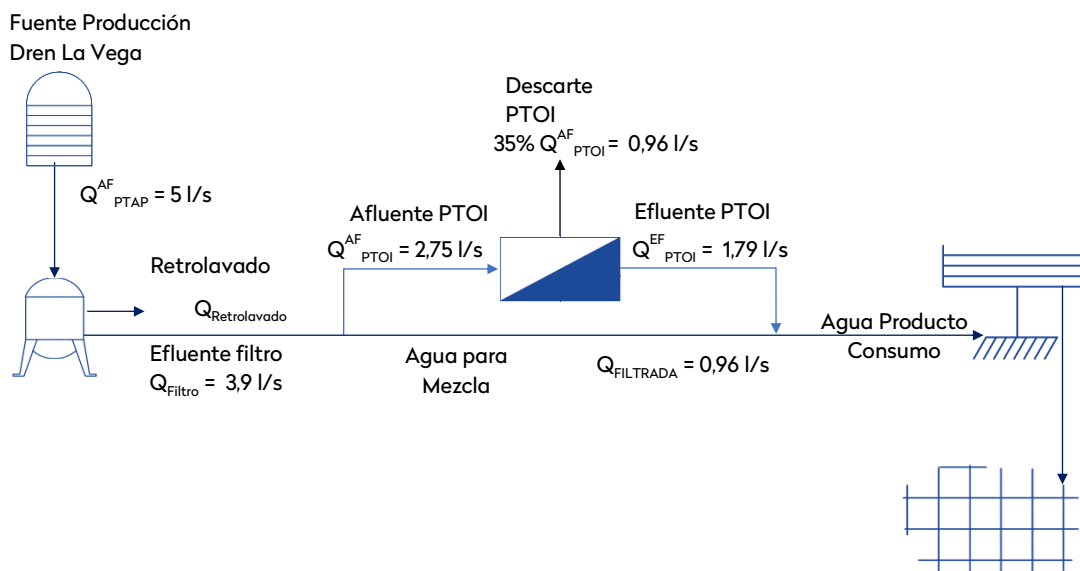 Fuente Producción
Dren La Vega
Descarte
PTOI
35% Q^AF_PTOI = 0,96 l/s
Q^AF_PTAP = 5 l/s
Afluente PTOI
Q^AF_PTOI = 2,75 l/s
Efluente PTOI
Q^EF_PTOI = 1,79 l/s
Retrolavado
Q_Retrolavado
Efluente filtro
Q_Filtro = 3,9 l/s
Agua para
Mezcla
Q_FILTRADA = 0,96 l/s
Agua Producto
Consumo